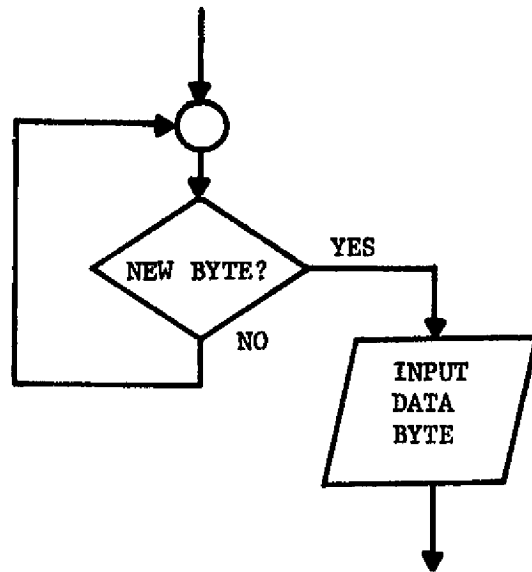 NEW BYTE?
YES
NO
INPUT
DATA
BYTE